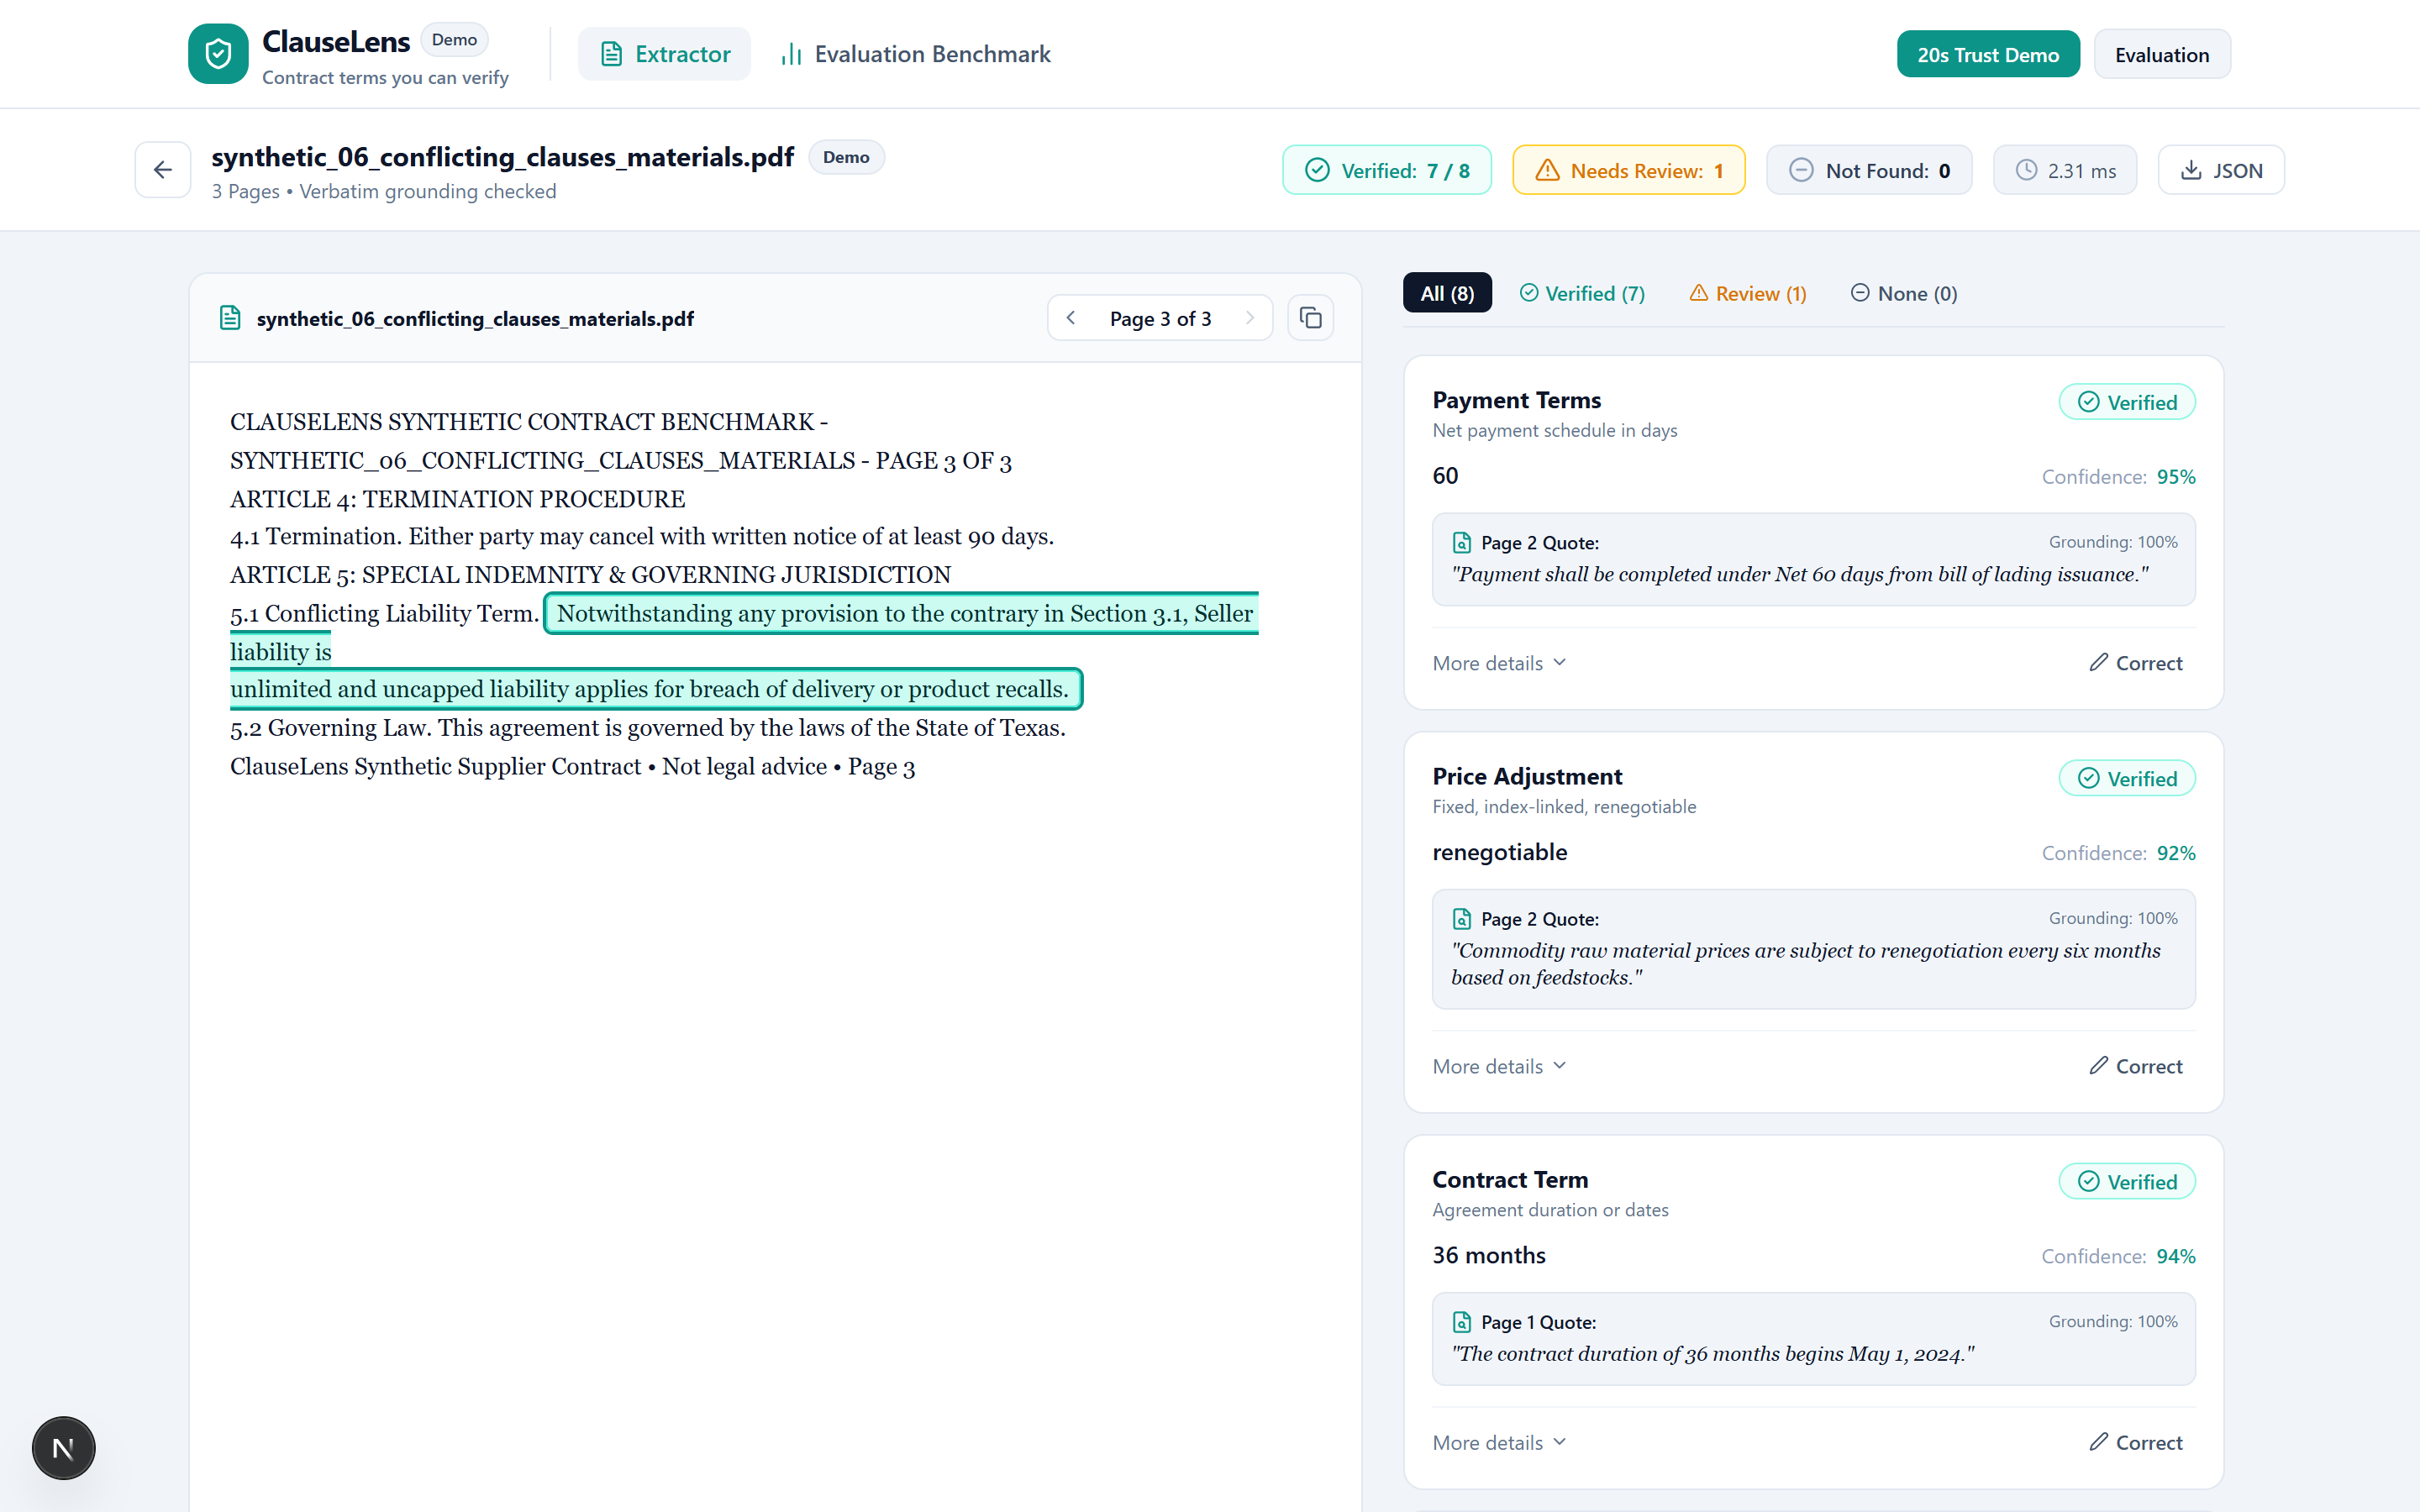 ClauseLens Demo
Contract terms you can verify
Extractor
Evaluation Benchmark
20s Trust Demo
Evaluation
synthetic_06_conflicting_clauses_materials.pdf Demo
3 Pages • Verbatim grounding checked
Verified: 7 / 8
Needs Review: 1
Not Found: 0
2.31 ms
JSON
synthetic_06_conflicting_clauses_materials.pdf
Page 3 of 3
CLAUSELENS SYNTHETIC CONTRACT BENCHMARK -
SYNTHETIC_06_CONFLICTING_CLAUSES_MATERIALS - PAGE 3 OF 3
ARTICLE 4: TERMINATION PROCEDURE
4.1 Termination. Either party may cancel with written notice of at least 90 days.
ARTICLE 5: SPECIAL INDEMNITY & GOVERNING JURISDICTION
5.1 Conflicting Liability Term. Notwithstanding any provision to the contrary in Section 3.1, Seller
liability is
unlimited and uncapped liability applies for breach of delivery or product recalls.
5.2 Governing Law. This agreement is governed by the laws of the State of Texas.
ClauseLens Synthetic Supplier Contract • Not legal advice • Page 3
All (8)
Verified (7)
Review (1)
None (0)
Payment Terms
Verified
Net payment schedule in days
60
Confidence: 95%
Page 2 Quote:
Grounding: 100%
"Payment shall be completed under Net 60 days from bill of lading issuance."
More details
Correct
Price Adjustment
Verified
Fixed, index-linked, renegotiable
renegotiable
Confidence: 92%
Page 2 Quote:
Grounding: 100%
"Commodity raw material prices are subject to renegotiation every six months
based on feedstocks."
More details
Correct
Contract Term
Verified
Agreement duration or dates
36 months
Confidence: 94%
Page 1 Quote:
Grounding: 100%
"The contract duration of 36 months begins May 1, 2024."
More details
Correct
N